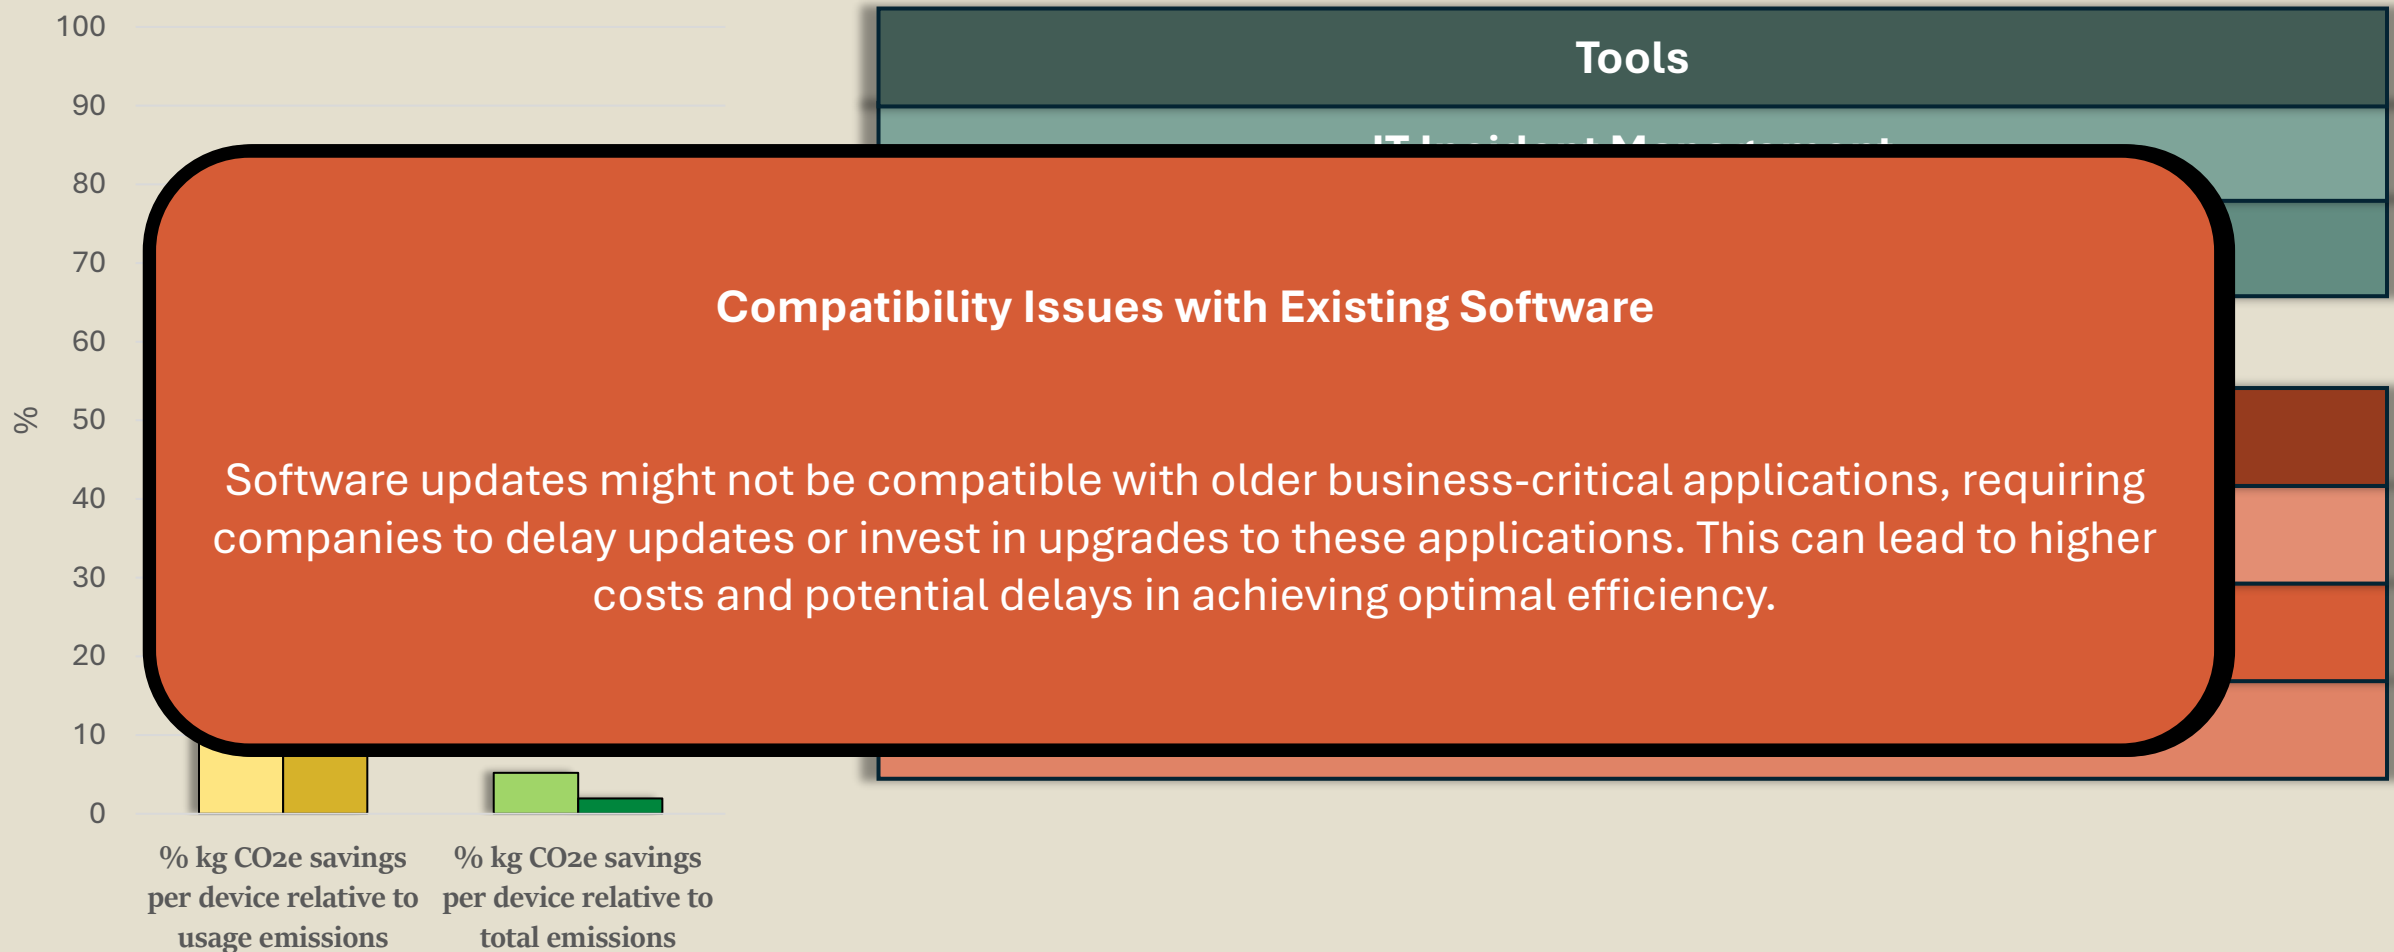 100
90
80
70
60
50
40
30
20
10
0
%
% kg CO2e savings
per device relative to
usage emissions
% kg CO2e savings
per device relative to
total emissions
Tools
IT Incident Management
Compatibility Issues with Existing Software
Software updates might not be compatible with older business-critical applications, requiring
companies to delay updates or invest in upgrades to these applications. This can lead to higher
costs and potential delays in achieving optimal efficiency.